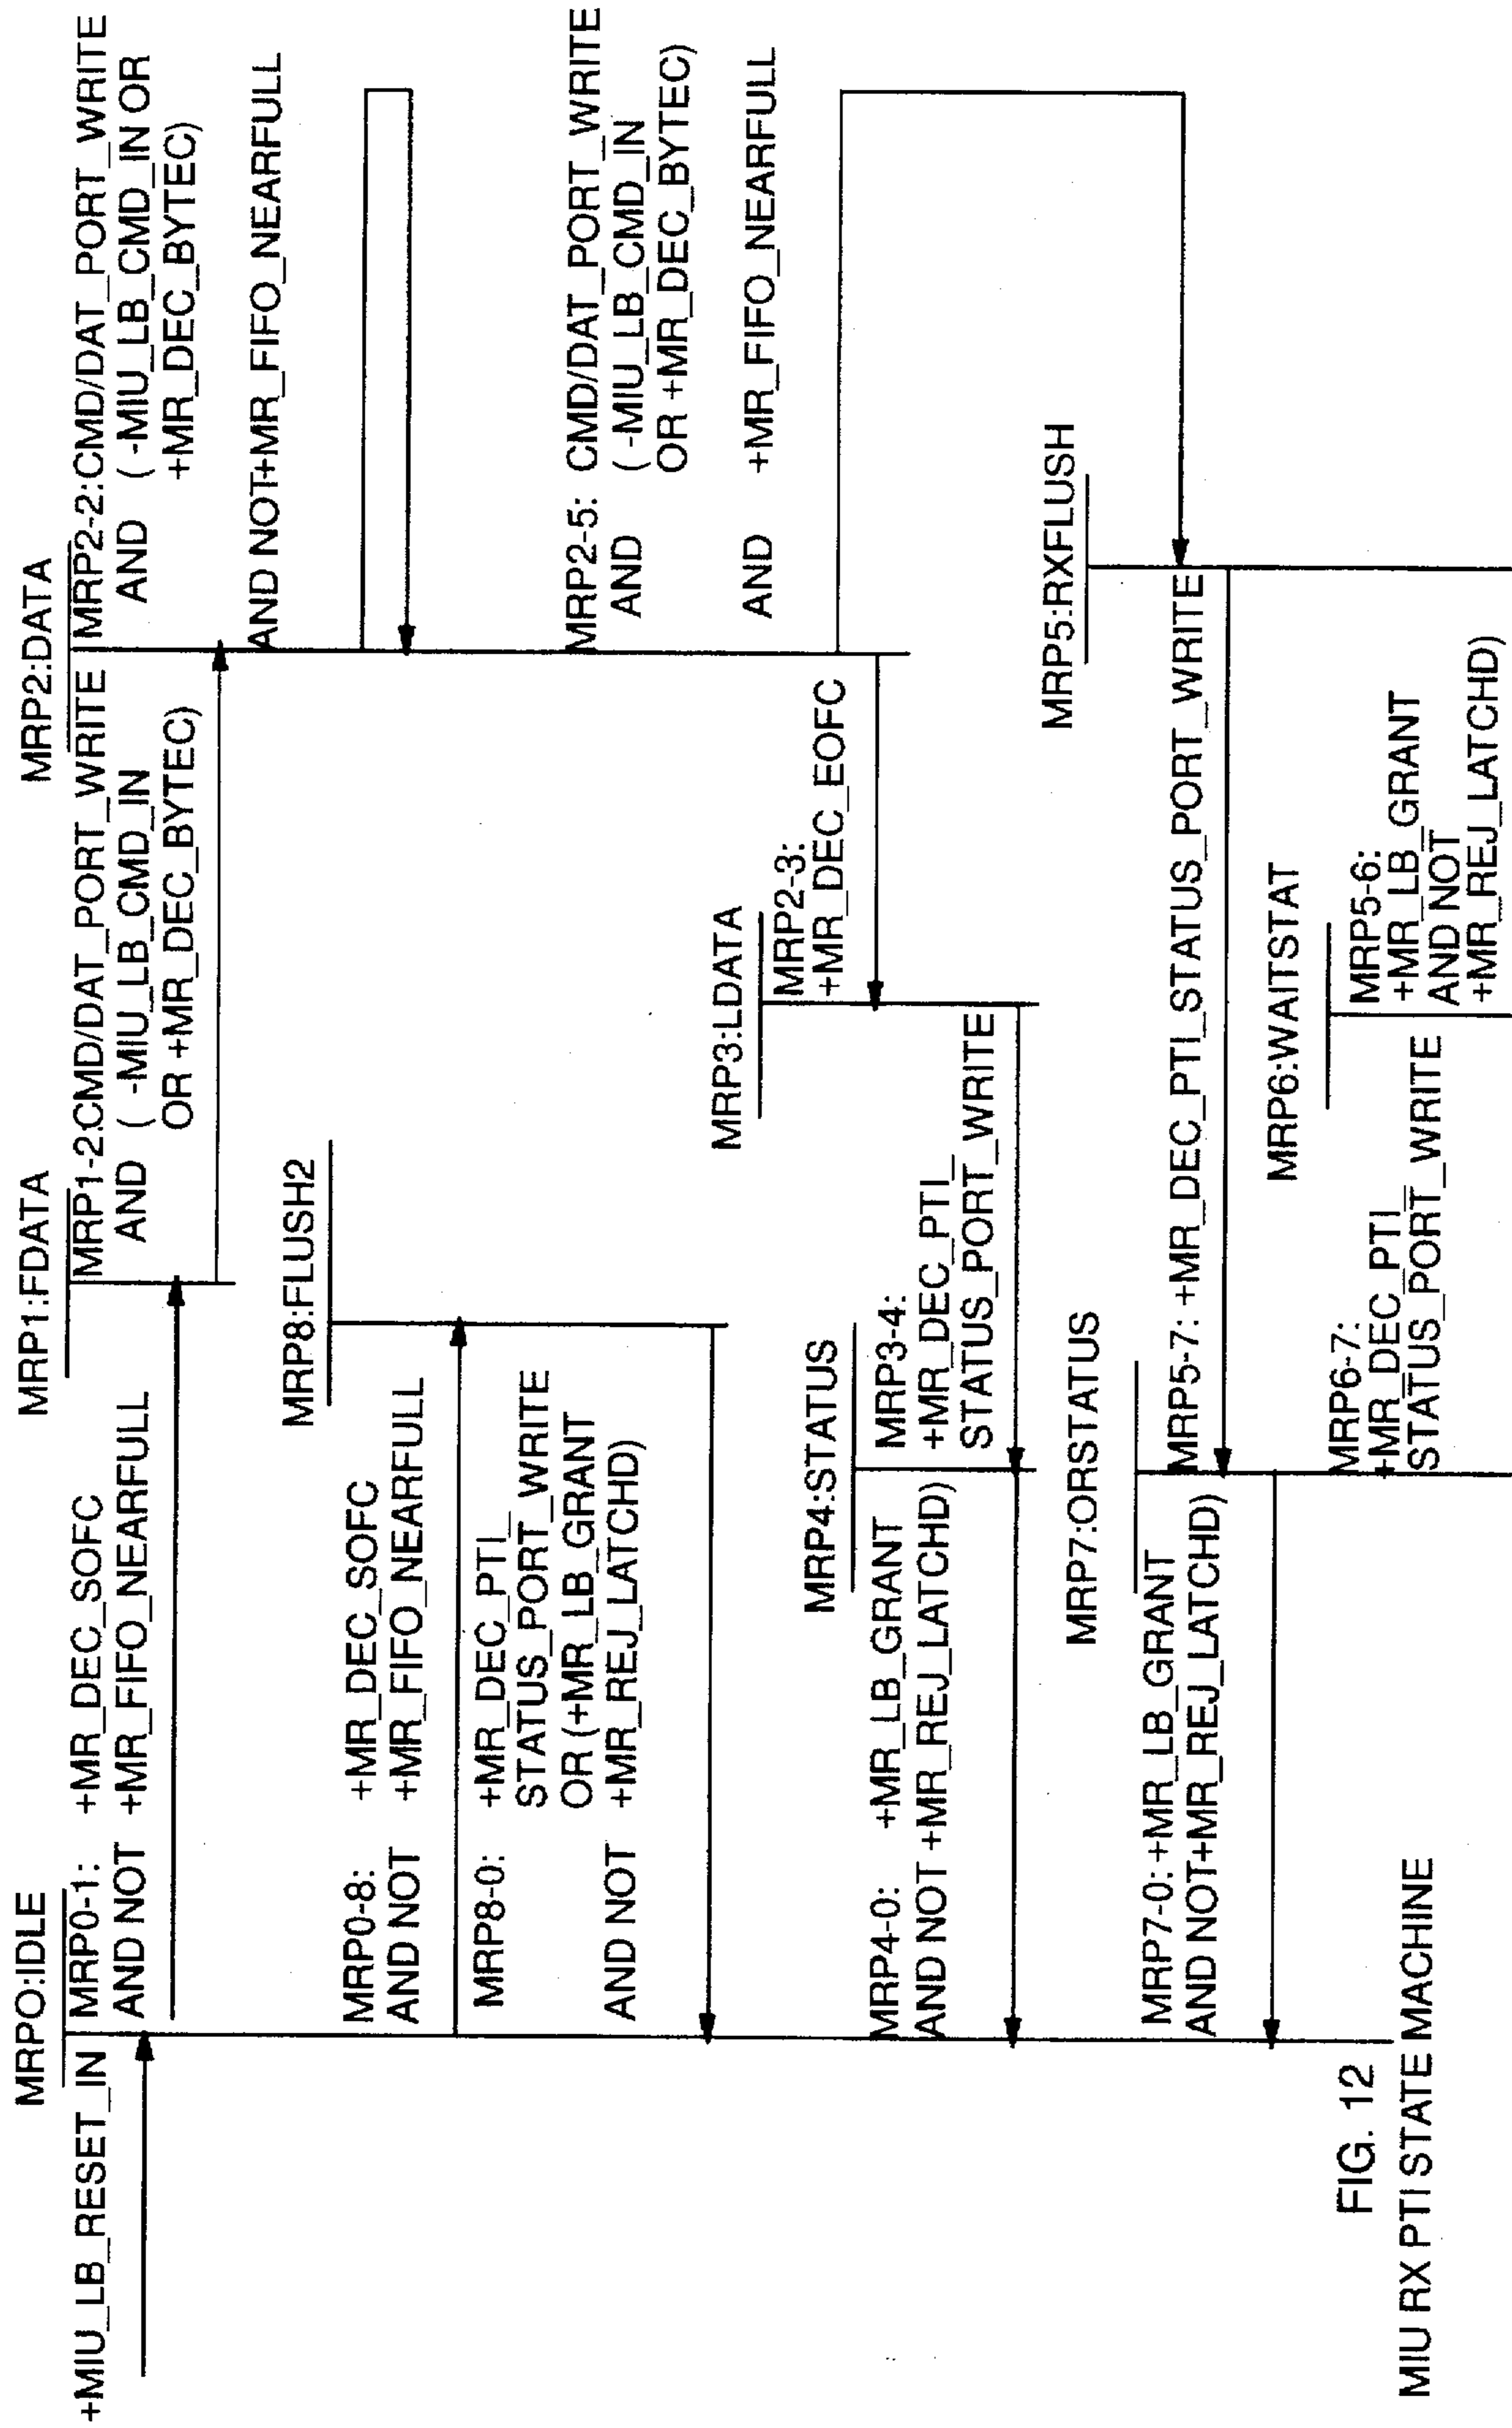 MRP0:IDLE
+MIU_LB_RESET_IN
MRP0-1: +MR_DEC_SOFC
AND NOT +MR_FIFO_NEARFULL
MRP0-8: +MR_DEC_SOFC
AND NOT +MR_FIFO_NEARFULL
MRP8-0: +MR_DEC_PTI_
STATUS_PORT_WRITE
OR (+MR_LB_GRANT
AND NOT +MR_REJ_LATCHD)
MRP4-0: +MR_LB_GRANT
AND NOT +MR_REJ_LATCHD)
MRP7-0: +MR_LB_GRANT
AND NOT+MR_REJ_LATCHD)
MRP1:FDATA
MRP1-2:CMD/DAT_PORT_WRITE
AND ( -MIU_LB_CMD_IN
OR +MR_DEC_BYTEC)
MRP8:FLUSH2
MRP4:STATUS
MRP3-4:
+MR_DEC_PTI_
STATUS_PORT_WRITE
MRP7:ORSTATUS
MRP5-7: +MR_DEC_PTI_STATUS_PORT_WRITE
MRP6-7:
+MR_DEC_PTI_
STATUS_PORT_WRITE
MRP2:DATA
MRP2-2:CMD/DAT_PORT_WRITE
AND ( -MIU_LB_CMD_IN OR
+MR_DEC_BYTEC)
AND NOT+MR_FIFO_NEARFULL
MRP2-5: CMD/DAT_PORT_WRITE
AND ( -MIU_LB_CMD_IN
OR +MR_DEC_BYTEC)
AND +MR_FIFO_NEARFULL
MRP3:LDATA
MRP2-3:
+MR_DEC_EOFC
MRP5:RXFLUSH
MRP6:WAITSTAT
MRP5-6:
+MR_LB_GRANT
AND NOT
+MR_REJ_LATCHD)
FIG. 12
MIU RX PTI STATE MACHINE